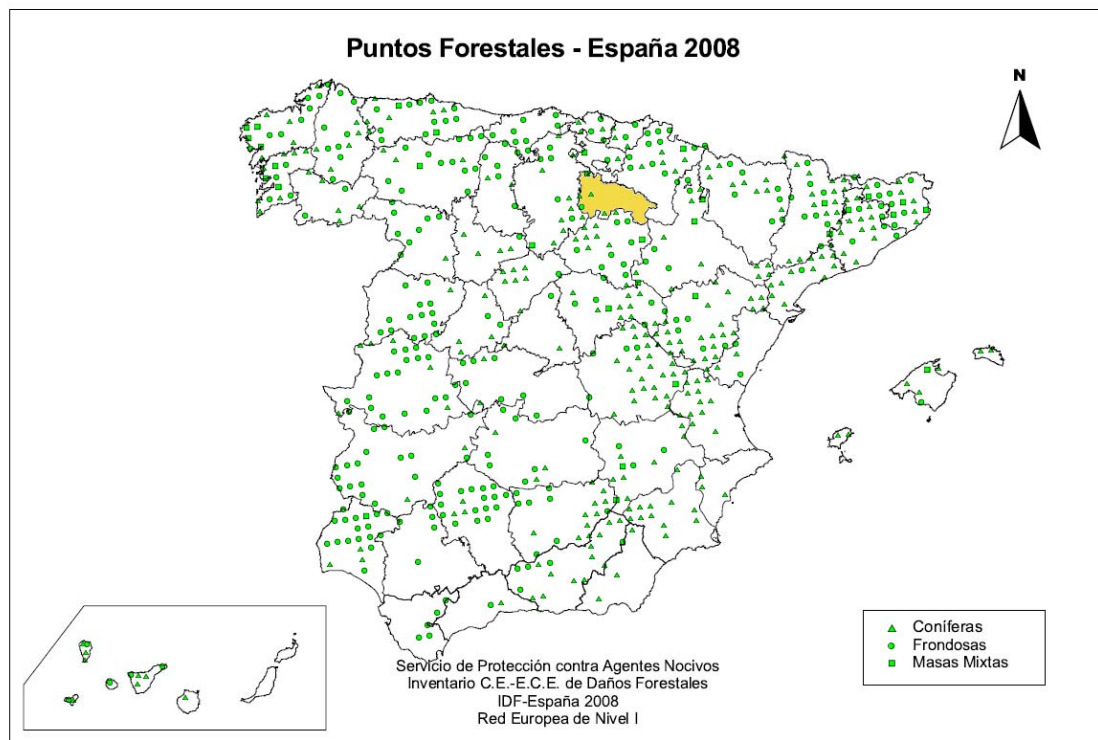 Puntos Forestales - España 2008
N
Coníferas
Frondosas
Masas Mixtas
Servicio de Protección contra Agentes Nocivos
Inventario C.E.-E.C.E. de Daños Forestales
IDF-España 2008
Red Europea de Nivel I